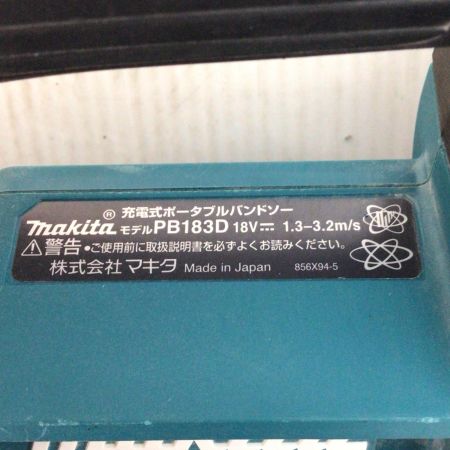 ® 充電式ポータブルバンドソー
makita モデル PB183D 18V⎓ 1.3-3.2m/s
⚠警告・ご使用前に取扱説明書を必ずよくお読みください。
株式会社 マキタ Made in Japan 856X94-5